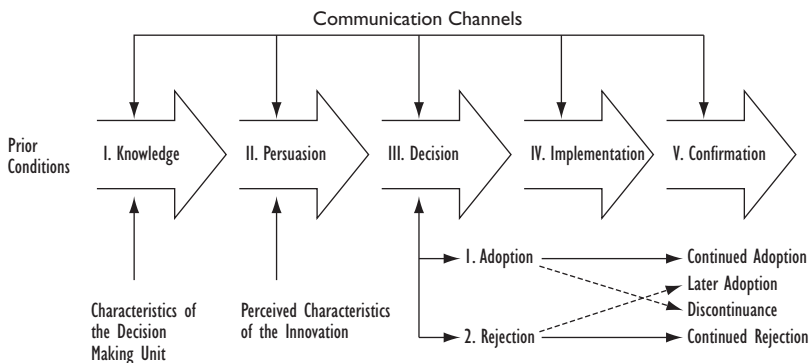 Communication Channels
Prior
Conditions
I. Knowledge
II. Persuasion
III. Decision
IV. Implementation
V. Confirmation
1. Adoption
Continued Adoption
Later Adoption
Discontinuance
2. Rejection
Continued Rejection
Characteristics of
the Decision
Making Unit
Perceived Characteristics
of the Innovation